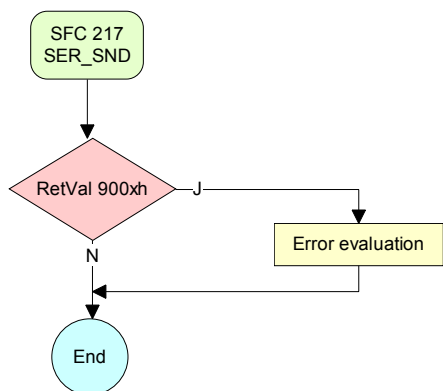 SFC 217
SER_SND
RetVal 900xh
J
Error evaluation
N
End